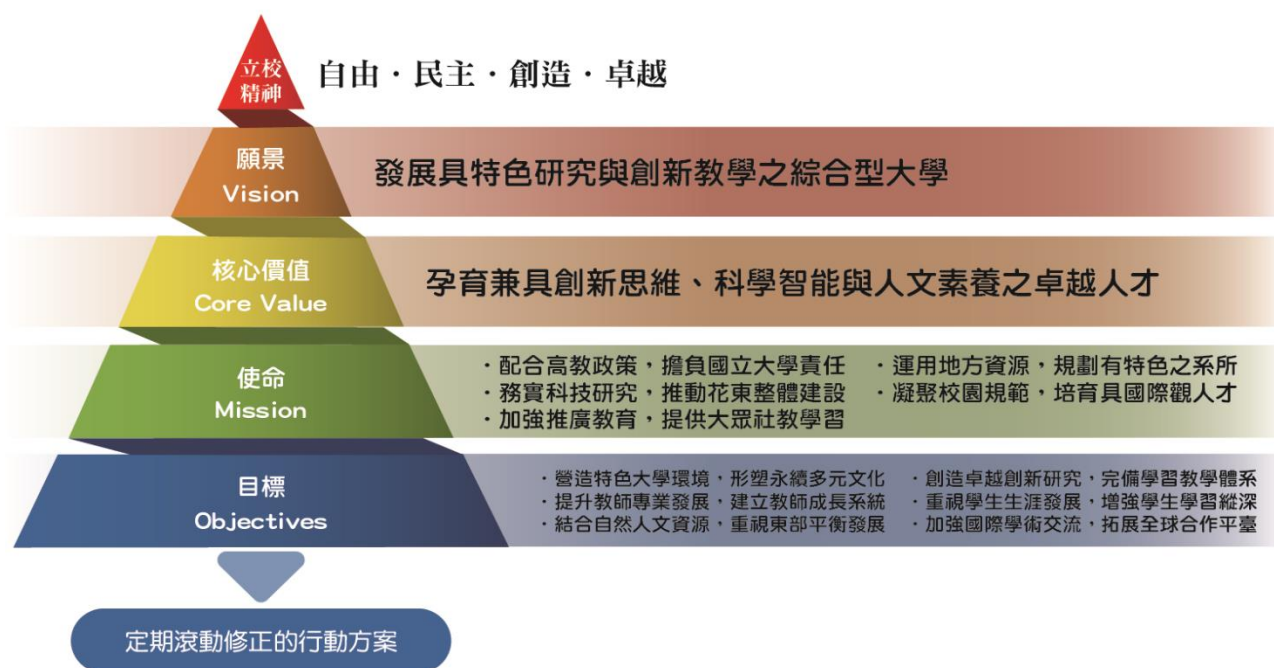 立校
精神
自由·民主·創造·卓越
願景
Vision
發展具特色研究與創新教學之綜合型大學
核心價值
Core Value
孕育兼具創新思維、科學智能與人文素養之卓越人才
使命
Mission
·配合高教政策，擔負國立大學責任
·務實科技研究，推動花東整體建設
·加強推廣教育，提供大眾社教學習
·運用地方資源，規劃有特色之系所
·凝聚校園規範，培育具國際觀人才
目標
Objectives
·營造特色大學環境，形塑永續多元文化
·提升教師專業發展，建立教師成長系統
·結合自然人文資源，重視東部平衡發展
·創造卓越創新研究，完備學習教學體系
·重視學生生涯發展，增強學生學習縱深
·加強國際學術交流，拓展全球合作平臺
定期滾動修正的行動方案